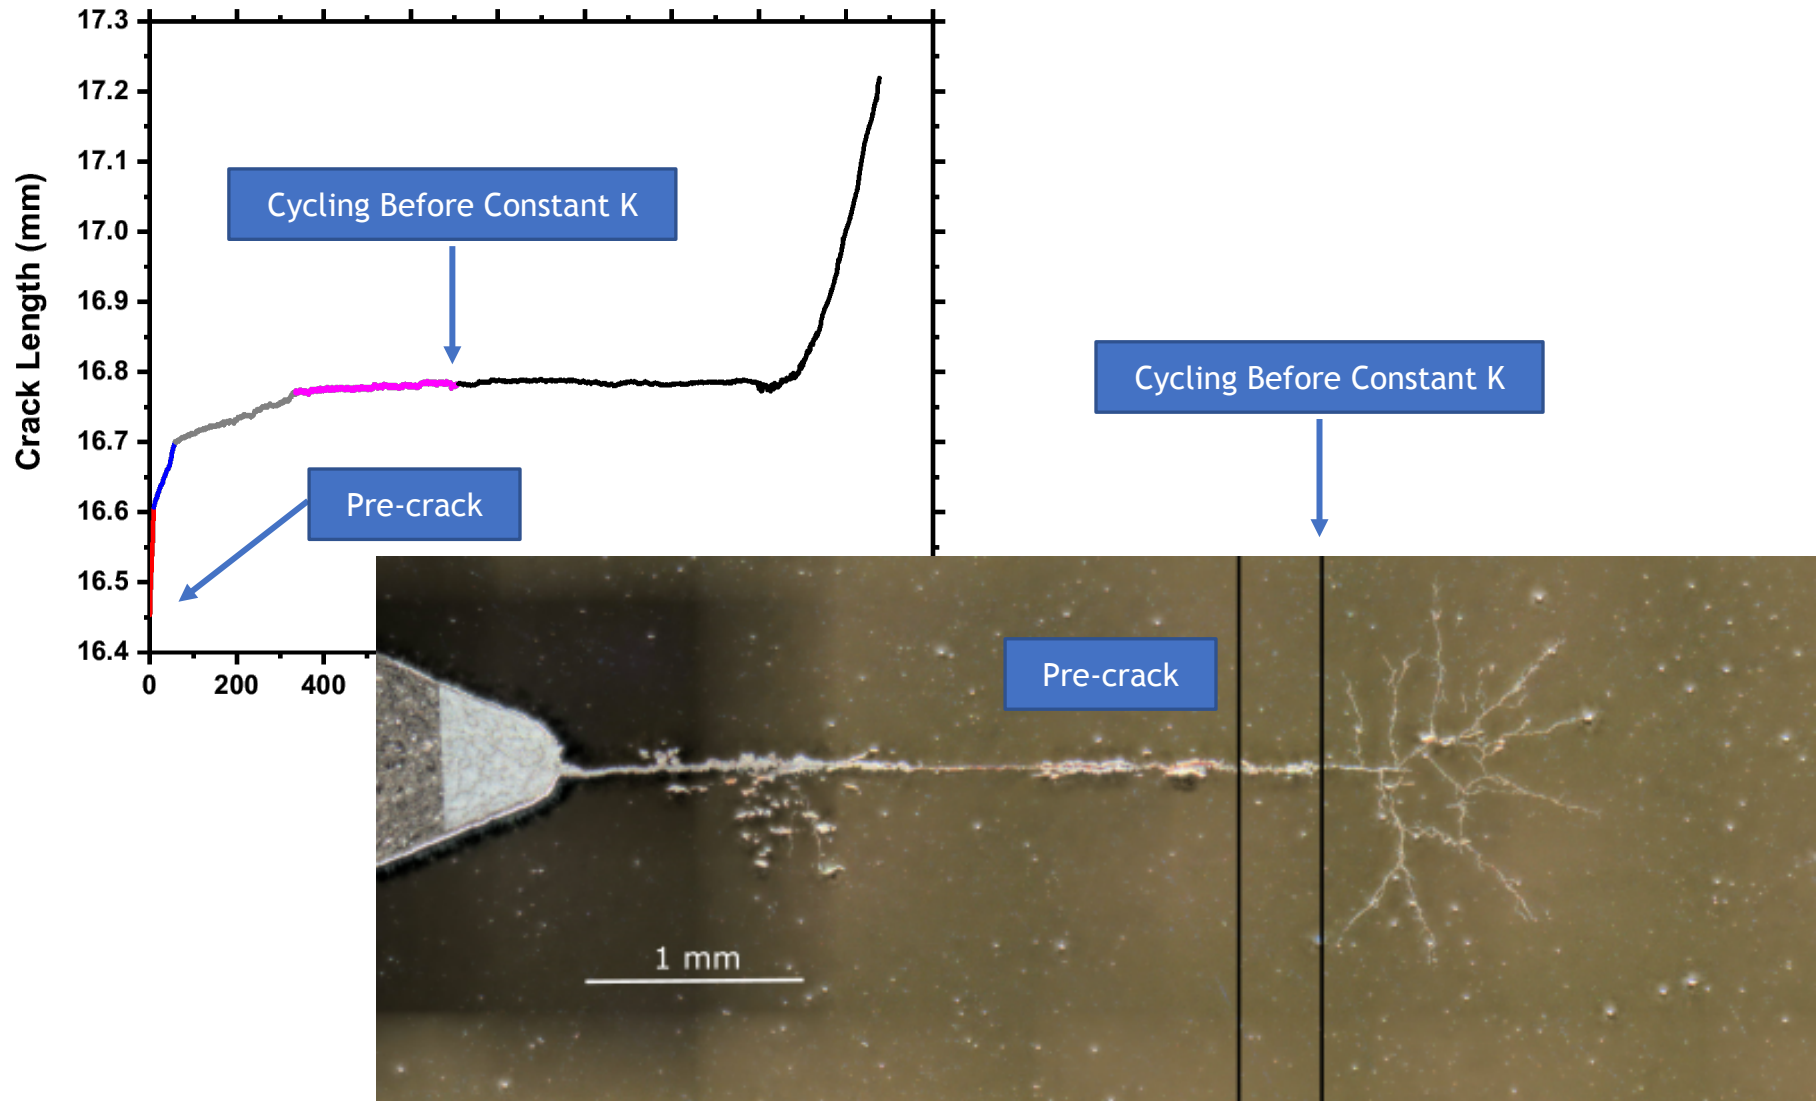 17.3
17.2
17.1
17.0
16.9
16.8
16.7
16.6
16.5
16.4
Crack Length (mm)
0 200 400
Cycling Before Constant K
Pre-crack
Cycling Before Constant K
Pre-crack
1 mm